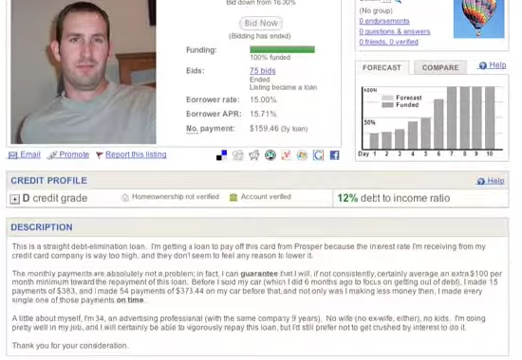 Bid down from 16.30%
Bid Now
(Bidding has ended)
Funding:
100% funded
Bids:
75 bids
Ended
Listing became a loan
Borrower rate: 15.00%
Borrower APR: 15.71%
Mo. payment: $159.46 (3y loan)
(No group)
0 endorsements
0 questions & answers
0 friends, 0 verified
FORECAST
COMPARE
Help
100%
Forecast
Funded
50%
Day 1 2 3 4 5 6 7 8 9 10
Email
Promote
Report this listing
CREDIT PROFILE
Help
D credit grade
Homeownership not verified
Account verified
12% debt to income ratio
DESCRIPTION
This is a straight debt-elimination loan. I'm getting a loan to pay off this card from Prosper because the interest rate I'm receiving from my
credit card company is way too high, and they don't seem to feel any reason to lower it.
The monthly payments are absolutely not a problem; in fact, I can guarantee that I will, if not consistently, certainly average an extra $100 per
month minimum toward the repayment of this loan. Before I sold my car (which I did 6 months ago to focus on getting out of debt), I made 15
payments of $383, and I made 54 payments of $373.44 on my car before that, and not only was I making less money then, I made every
single one of those payments on time.
A little about myself, I'm 34, an advertising professional (with the same company 9 years). No wife (no ex-wife, either), no kids. I'm doing
pretty well in my job, and I will certainly be able to vigorously repay this loan, but I'd still prefer not to get crushed by interest to do it.
Thank you for your consideration.